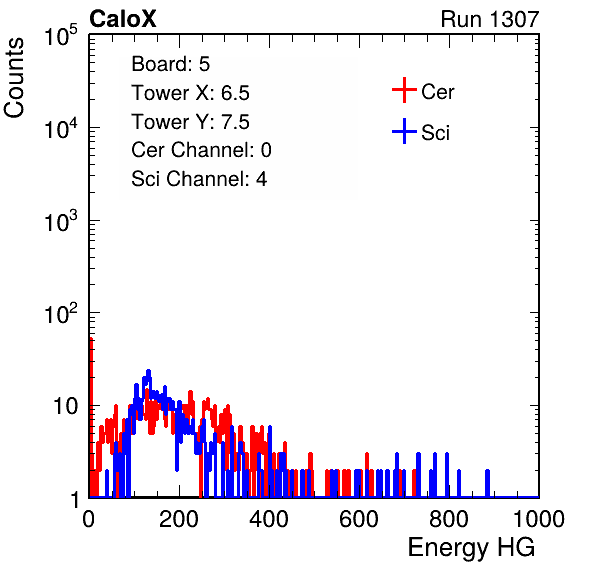 CaloX Run 1307
Counts
10^5
10^4
10^3
10^2
10
1
Board: 5
Tower X: 6.5
Tower Y: 7.5
Cer Channel: 0
Sci Channel: 4
Cer
Sci
0 200 400 600 800 1000
Energy HG